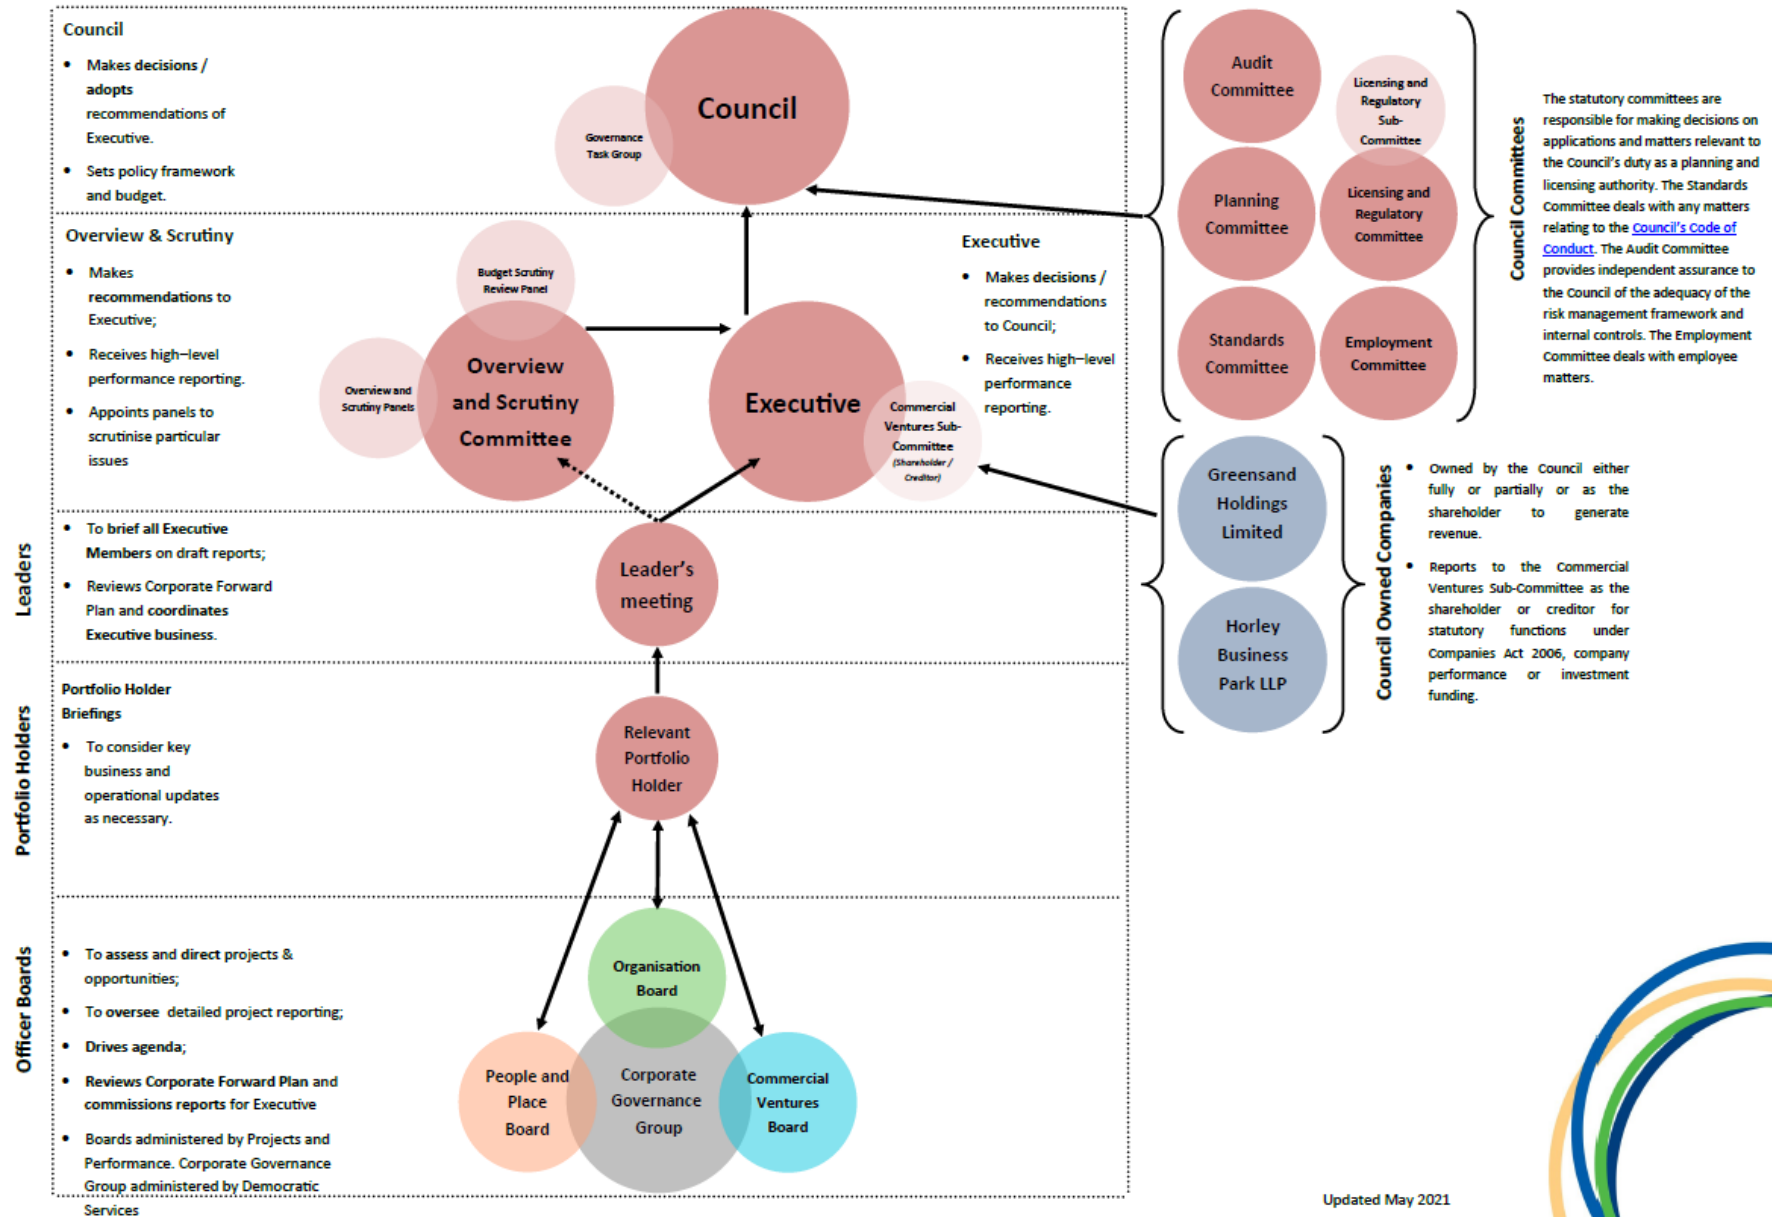 Council
• Makes decisions /
adopts
recommendations of
Executive.
• Sets policy framework
and budget.
Council
Governance
Task Group
Overview & Scrutiny
• Makes
recommendations to
Executive;
• Receives high–level
performance reporting.
• Appoints panels to
scrutinise particular
issues
Budget Scrutiny
Review Panel
Overview and
Scrutiny Panels
Overview
and Scrutiny
Committee
Executive
Commercial
Ventures Sub-
Committee
(Shareholder /
Creditor)
Executive
• Makes decisions /
recommendations
to Council;
• Receives high–level
performance
reporting.
Leaders
• To brief all Executive
Members on draft reports;
• Reviews Corporate Forward
Plan and coordinates
Executive business.
Leader's
meeting
Portfolio Holders
Portfolio Holder
Briefings
• To consider key
business and
operational updates
as necessary.
Relevant
Portfolio
Holder
Officer Boards
• To assess and direct projects &
opportunities;
• To oversee detailed project reporting;
• Drives agenda;
• Reviews Corporate Forward Plan and
commissions reports for Executive
• Boards administered by Projects and
Performance. Corporate Governance
Group administered by Democratic
Services
Organisation
Board
People and
Place
Board
Corporate
Governance
Group
Commercial
Ventures
Board
Audit
Committee
Licensing and
Regulatory
Sub-
Committee
Planning
Committee
Licensing and
Regulatory
Committee
Standards
Committee
Employment
Committee
Council Committees
The statutory committees are
responsible for making decisions on
applications and matters relevant to
the Council's duty as a planning and
licensing authority. The Standards
Committee deals with any matters
relating to the Council's Code of
Conduct. The Audit Committee
provides independent assurance to
the Council of the adequacy of the
risk management framework and
internal controls. The Employment
Committee deals with employee
matters.
Greensand
Holdings
Limited
Horley
Business
Park LLP
Council Owned Companies
• Owned by the Council either
fully or partially or as the
shareholder to generate
revenue.
• Reports to the Commercial
Ventures Sub-Committee as the
shareholder or creditor for
statutory functions under
Companies Act 2006, company
performance or investment
funding.
Updated May 2021